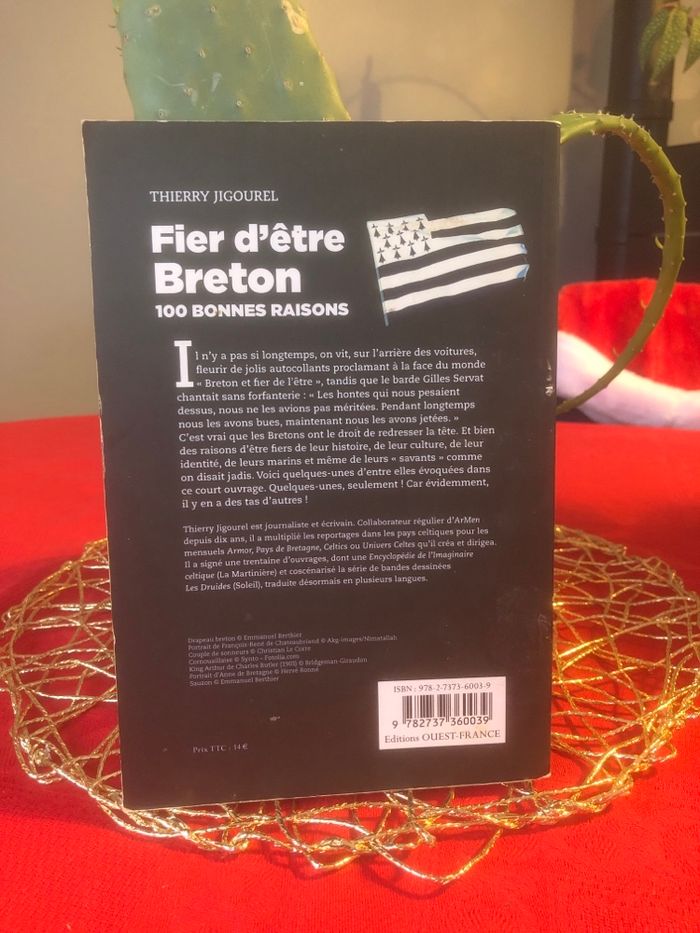 THIERRY JIGOUREL
Fier d'être
Breton
100 BONNES RAISONS
Il n'y a pas si longtemps, on vit, sur l'arrière des voitures,
fleurir de jolis autocollants proclamant à la face du monde
« Breton et fier de l'être », tandis que le barde Gilles Servat
chantait sans forfanterie : « Les hontes qui nous pesaient
dessus, nous ne les avions pas méritées. Pendant longtemps
nous les avons bues, maintenant nous les avons jetées. »
C'est vrai que les Bretons ont le droit de redresser la tête. Et bien
des raisons d'être fiers de leur histoire, de leur culture, de leur
identité, de leurs marins et même de leurs « savants » comme
on disait jadis. Voici quelques-unes d'entre elles évoquées dans
ce court ouvrage. Quelques-unes, seulement ! Car évidemment,
il y en a des tas d'autres !
Thierry Jigourel est journaliste et écrivain. Collaborateur régulier d'ArMen
depuis dix ans, il a multiplié les reportages dans les pays celtiques pour les
mensuels Armor, Pays de Bretagne, Celtics ou Univers Celtes qu'il créa et dirigea.
Il a signé une trentaine d'ouvrages, dont une Encyclopédie de l'Imaginaire
celtique (La Martinière) et coscénarisé la série de bandes dessinées
Les Druides (Soleil), traduite désormais en plusieurs langues.
Drapeau breton © Emmanuel Berthier
Portrait de François-René de Chateaubriand © Akg-images/Nimatallah
Couple de sonneurs © Christian Le Corre
Cornouaillaise © Synto – Fotolia.com
King Arthur de Charles Butler (1903) © Bridgeman-Giraudon
Portrait d'Anne de Bretagne © Hervé Ronné
Sauzon © Emmanuel Berthier
Prix TTC : 14 €
ISBN : 978-2-7373-6003-9
9 782737 360039
Editions OUEST-FRANCE